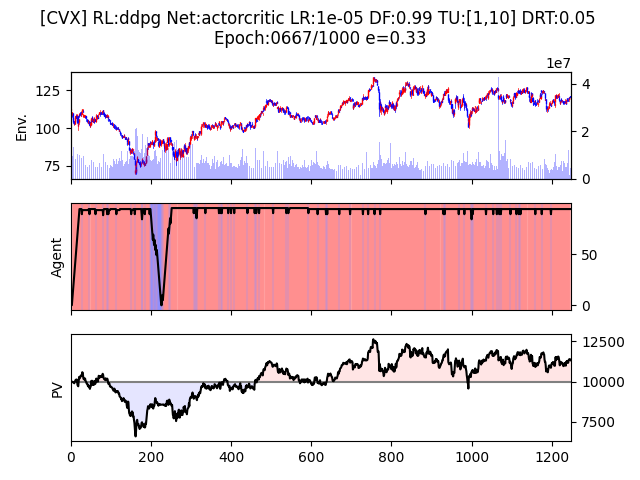 [CVX] RL:ddpg Net:actorcritic LR:1e-05 DF:0.99 TU:[1,10] DRT:0.05
Epoch:0667/1000 e=0.33
1e7
125
100
75
Env.
4
2
0
Agent
50
0
PV
12500
10000
7500
0 200 400 600 800 1000 1200